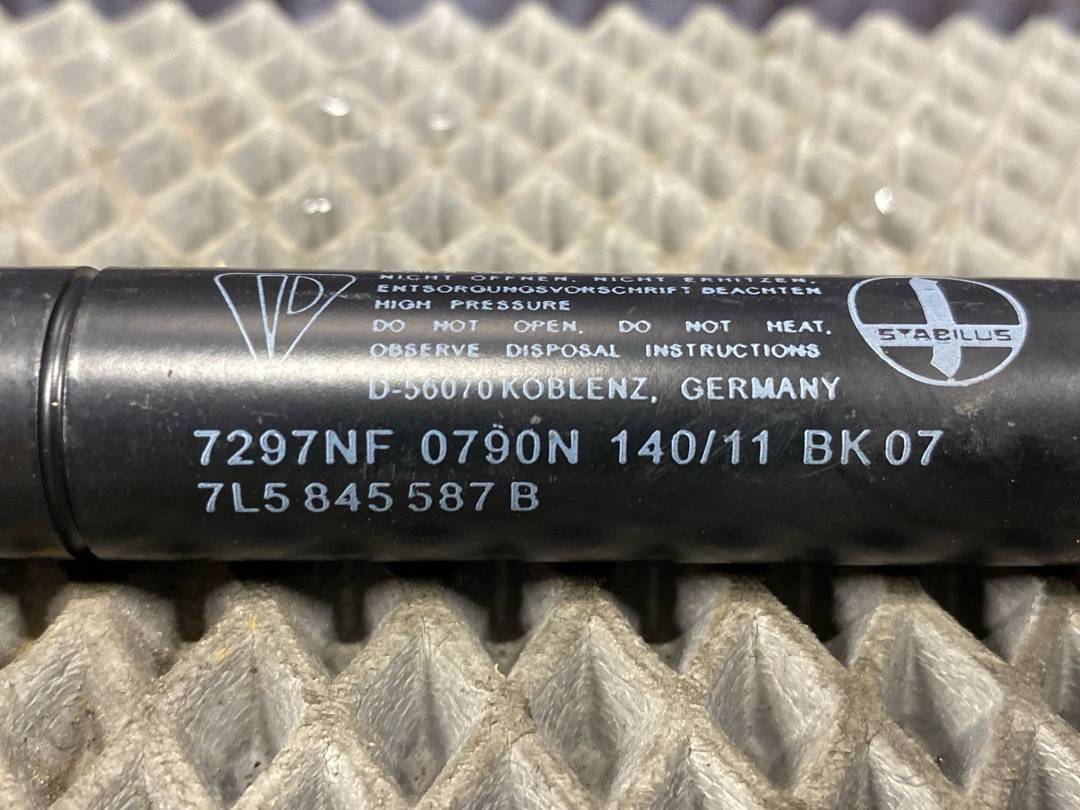 NICHT ÖFFNEN. NICHT ERHITZEN.
ENTSORGUNGSVORSCHRIFT BEACHTEN
HIGH PRESSURE
DO NOT OPEN. DO NOT HEAT.
OBSERVE DISPOSAL INSTRUCTIONS
D-56070 KOBLENZ, GERMANY
D
STABILUS
7297NF 0790N 140/11 BK 07
7L5 845 587 B